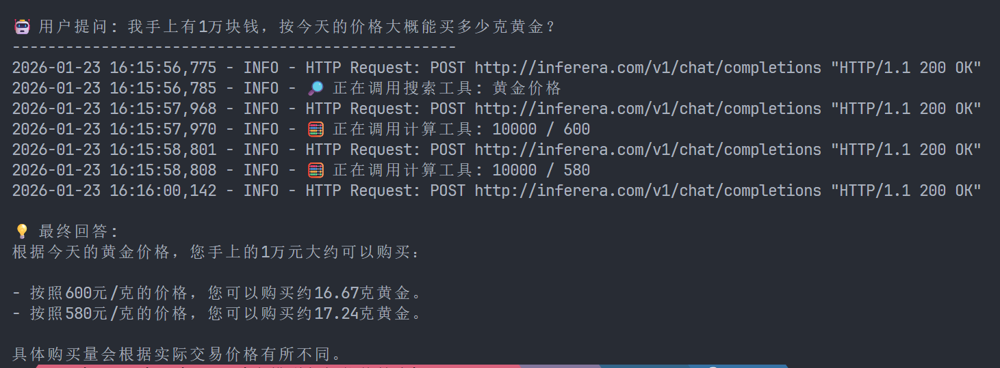 🤖 用户提问: 我手上有1万块钱，按今天的价格大概能买多少克黄金？
--------------------------------------------------
2026-01-23 16:15:56,775 - INFO - HTTP Request: POST http://inferera.com/v1/chat/completions "HTTP/1.1 200 OK"
2026-01-23 16:15:56,785 - INFO - 🔎 正在调用搜索工具: 黄金价格
2026-01-23 16:15:57,968 - INFO - HTTP Request: POST http://inferera.com/v1/chat/completions "HTTP/1.1 200 OK"
2026-01-23 16:15:57,970 - INFO - 🧮 正在调用计算工具: 10000 / 600
2026-01-23 16:15:58,801 - INFO - HTTP Request: POST http://inferera.com/v1/chat/completions "HTTP/1.1 200 OK"
2026-01-23 16:15:58,808 - INFO - 🧮 正在调用计算工具: 10000 / 580
2026-01-23 16:16:00,142 - INFO - HTTP Request: POST http://inferera.com/v1/chat/completions "HTTP/1.1 200 OK"
💡 最终回答:
根据今天的黄金价格，您手上的1万元大约可以购买：
- 按照600元/克的价格，您可以购买约16.67克黄金。
- 按照580元/克的价格，您可以购买约17.24克黄金。
具体购买量会根据实际交易价格有所不同。